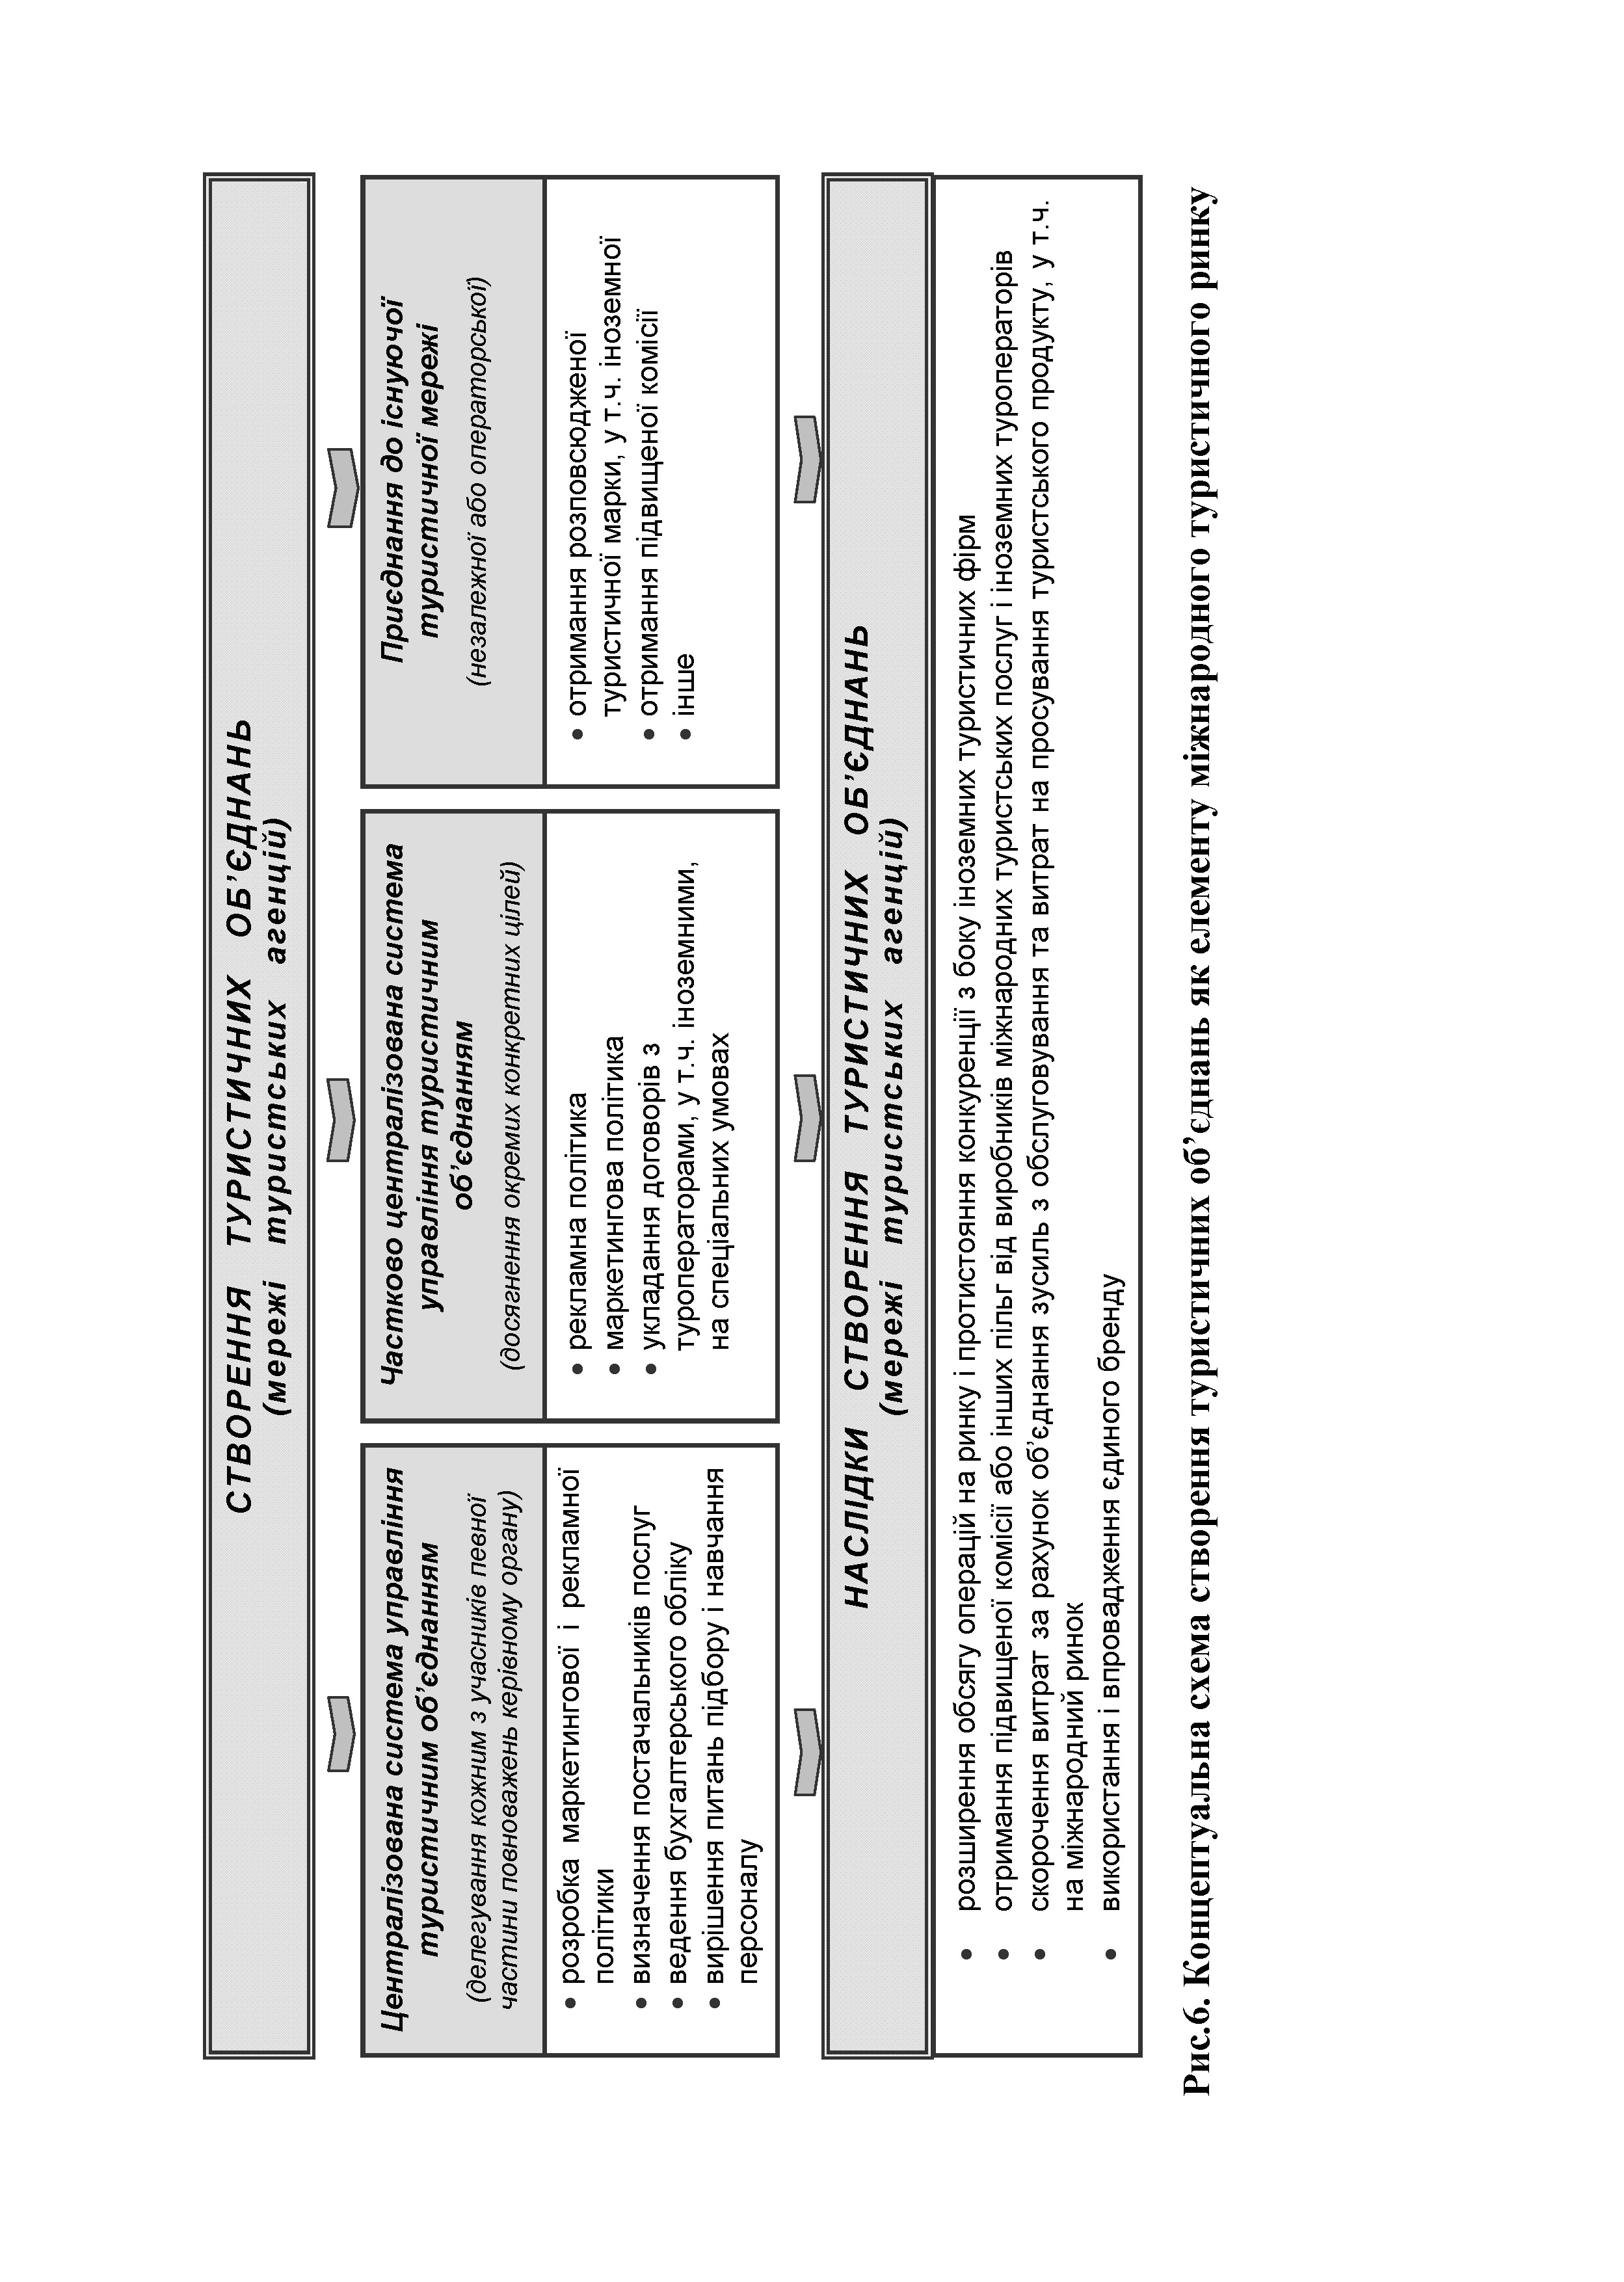 СТВОРЕННЯ ТУРИСТИЧНИХ ОБ’ЄДНАНЬ
(мережі туристських агенцій)
Централізована система управління
туристичним об’єднанням
(делегування кожним з учасників певної
частини повноважень керівному органу)
• розробка маркетингової і рекламної
політики
• визначення постачальників послуг
• ведення бухгалтерського обліку
• вирішення питань підбору і навчання
персоналу
Частково централізована система
управління туристичним
об’єднанням
(досягнення окремих конкретних цілей)
• рекламна політика
• маркетингова політика
• укладання договорів з
туроператорами, у т.ч. іноземними,
на спеціальних умовах
Приєднання до існуючої
туристичної мережі
(незалежної або операторської)
• отримання розповсюдженої
туристичної марки, у т.ч. іноземної
• отримання підвищеної комісії
• інше
НАСЛІДКИ СТВОРЕННЯ ТУРИСТИЧНИХ ОБ’ЄДНАНЬ
(мережі туристських агенцій)
• розширення обсягу операцій на ринку і протистояння конкуренції з боку іноземних туристичних фірм
• отримання підвищеної комісії або інших пільг від виробників міжнародних туристських послуг і іноземних туроператорів
• скорочення витрат за рахунок об’єднання зусиль з обслуговування та витрат на просування туристського продукту, у т.ч.
на міжнародний ринок
• використання і впровадження єдиного бренду
Рис.6. Концептуальна схема створення туристичних об’єднань як елементу міжнародного туристичного ринку